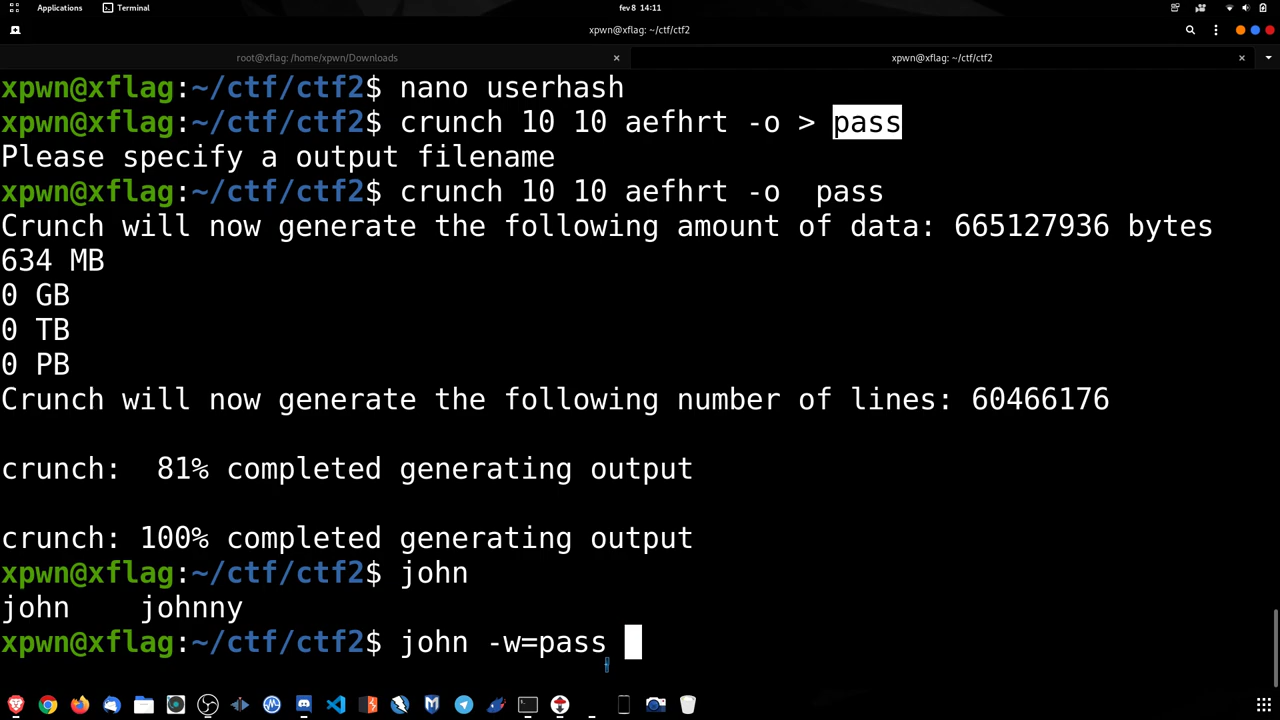 Applications Terminal fev 8 14:11
xpwn@xflag: ~/ctf/ctf2
root@xflag: /home/xpwn/Downloads xpwn@xflag: ~/ctf/ctf2
xpwn@xflag:~/ctf/ctf2$ nano userhash
xpwn@xflag:~/ctf/ctf2$ crunch 10 10 aefhrt -o > pass
Please specify a output filename
xpwn@xflag:~/ctf/ctf2$ crunch 10 10 aefhrt -o  pass
Crunch will now generate the following amount of data: 665127936 bytes
634 MB
0 GB
0 TB
0 PB
Crunch will now generate the following number of lines: 60466176
crunch:  81% completed generating output
crunch: 100% completed generating output
xpwn@xflag:~/ctf/ctf2$ john
john    johnny
xpwn@xflag:~/ctf/ctf2$ john -w=pass